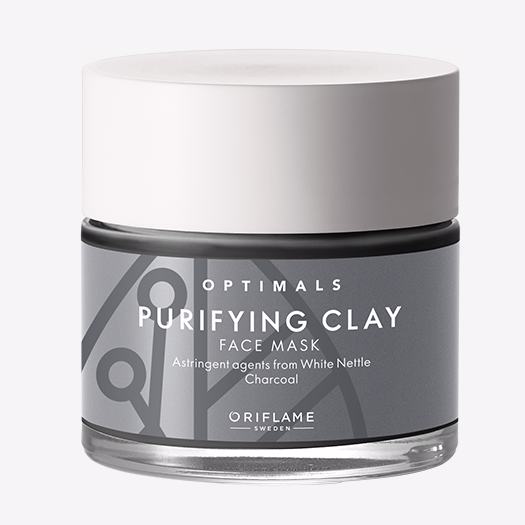 OPTIMALS
PURIFYING CLAY
FACE MASK
Astringent agents from White Nettle
Charcoal
ORIFLAME
SWEDEN